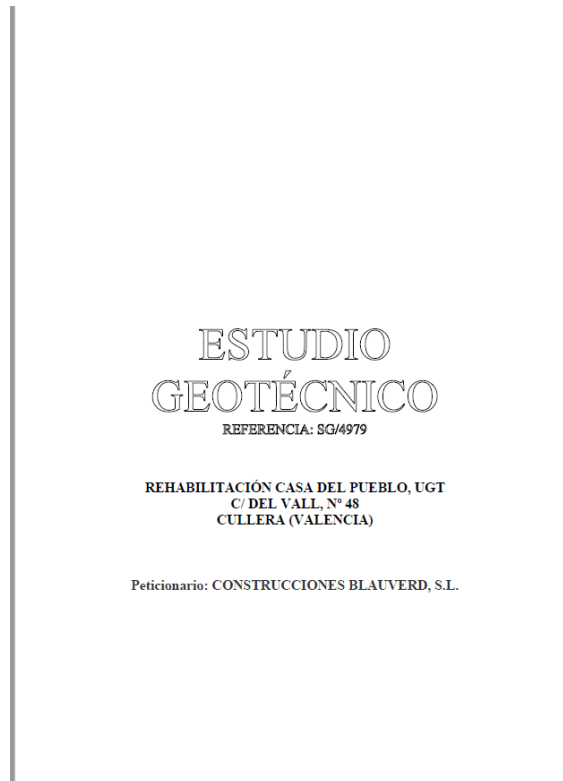 ESTUDIO
GEOTÉCNICO
REFERENCIA: SG/4979
REHABILITACIÓN CASA DEL PUEBLO, UGT
C/ DEL VALL, Nº 48
CULLERA (VALENCIA)
Peticionario: CONSTRUCCIONES BLAUVERD, S.L.